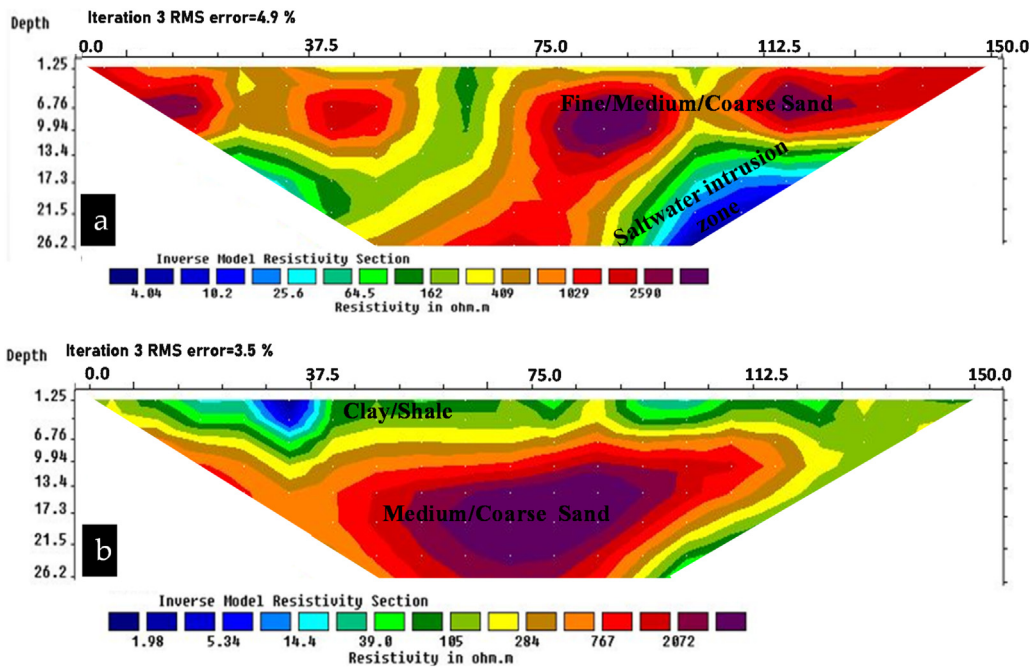 Depth Iteration 3 RMS error=4.9 %
0.0 37.5 75.0 112.5 150.0
1.25
6.76
9.94
13.4
17.3
21.5
26.2
Fine/Medium/Coarse Sand
Saltwater intrusion
zone
a
Inverse Model Resistivity Section
4.04 10.2 25.6 64.5 162 409 1029 2590
Resistivity in ohm.m
Depth Iteration 3 RMS error=3.5 %
0.0 37.5 75.0 112.5 150.0
1.25
6.76
9.94
13.4
17.3
21.5
26.2
Clay/Shale
Medium/Coarse Sand
b
Inverse Model Resistivity Section
1.98 5.34 14.4 39.0 105 284 767 2072
Resistivity in ohm.m